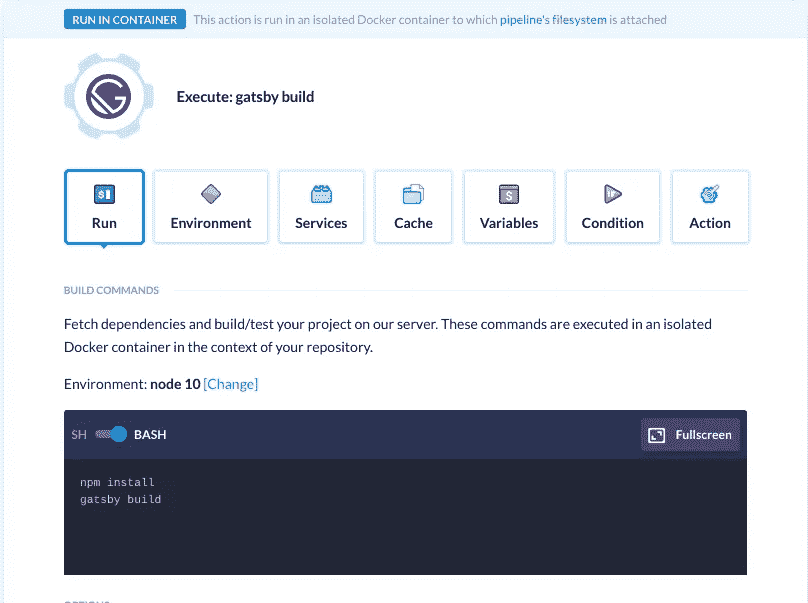 RUN IN CONTAINER This action is run in an isolated Docker container to which pipeline's filesystem is attached
Execute: gatsby build
Run Environment Services Cache Variables Condition Action
BUILD COMMANDS
Fetch dependencies and build/test your project on our server. These commands are executed in an isolated
Docker container in the context of your repository.
Environment: node 10 [Change]
SH BASH Fullscreen
npm install
gatsby build